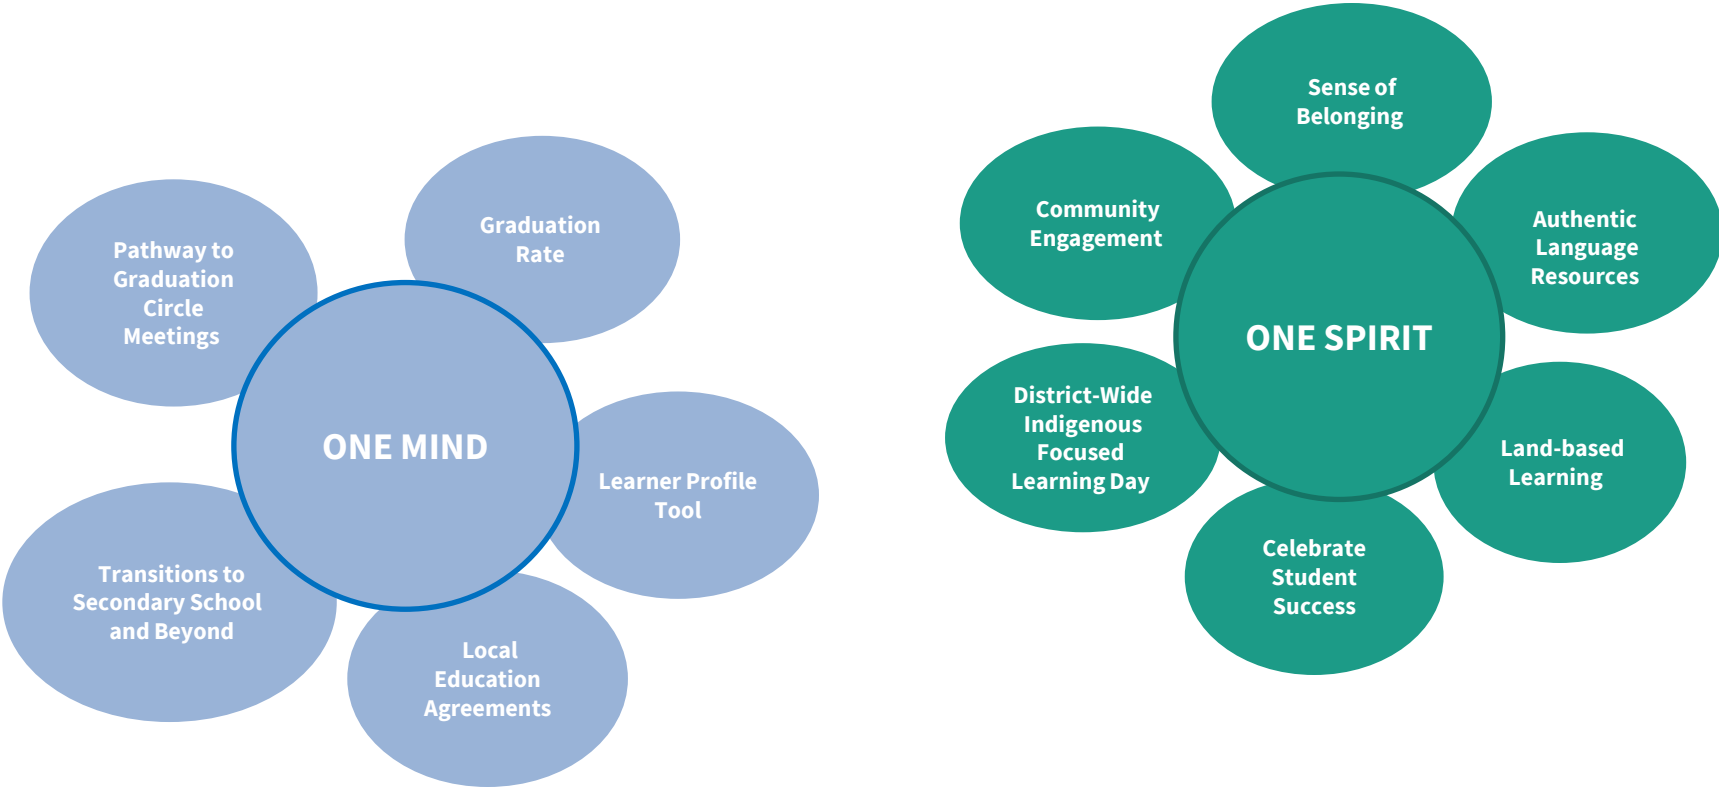 Graduation
Rate
Pathway to
Graduation
Circle
Meetings
ONE MIND
Learner Profile
Tool
Transitions to
Secondary School
and Beyond
Local
Education
Agreements
Sense of
Belonging
Community
Engagement
Authentic
Language
Resources
ONE SPIRIT
District-Wide
Indigenous
Focused
Learning Day
Land-based
Learning
Celebrate
Student
Success